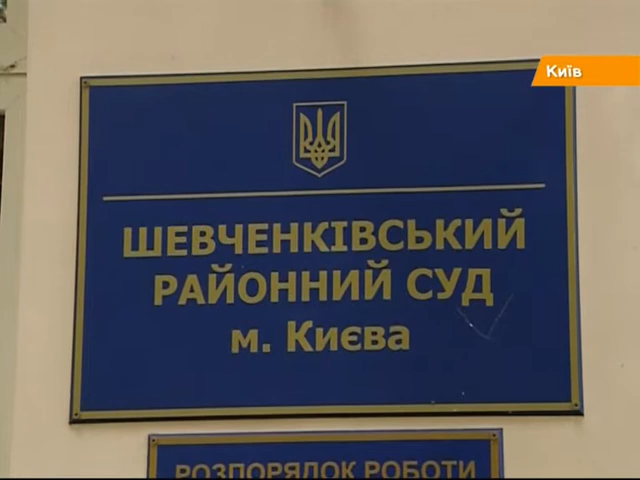 Київ
ШЕВЧЕНКІВСЬКИЙ
РАЙОННИЙ СУД
м. Києва
РОЗПОРЯДОК РОБОТИ